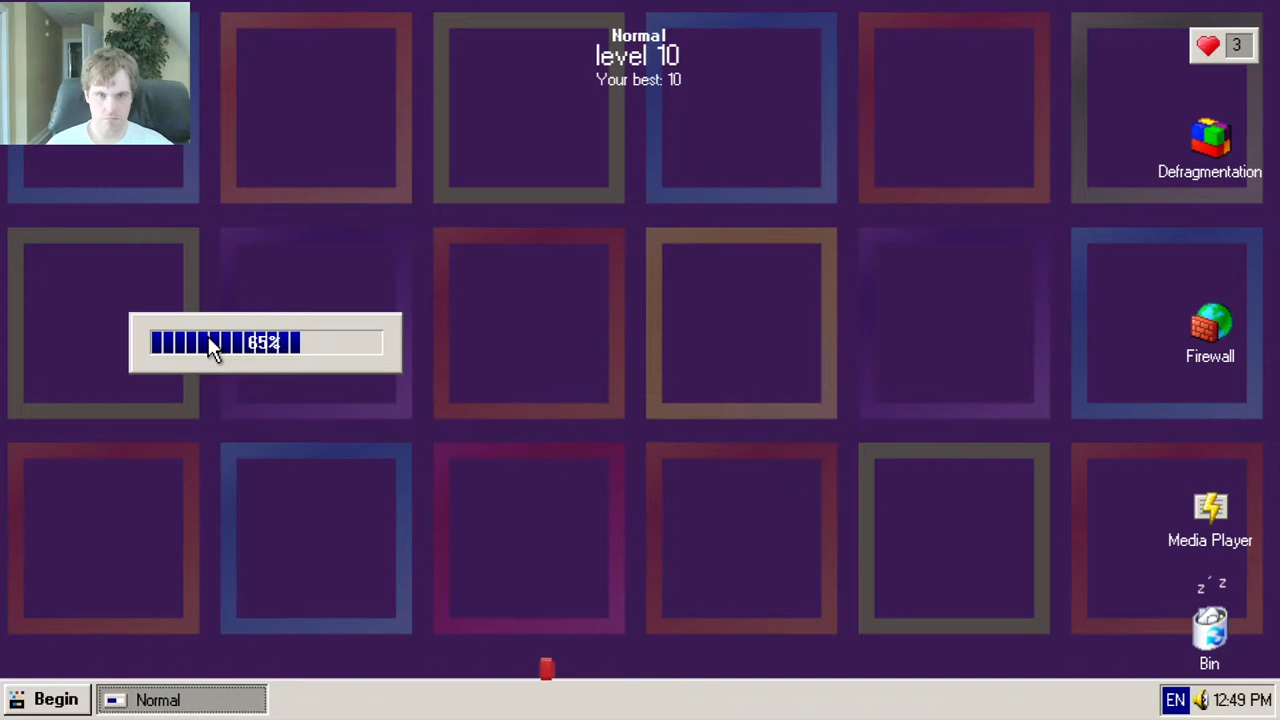 Normal
level 10
Your best: 10
3
Defragmentation
65%
Firewall
Media Player
z z
Bin
Begin
Normal
EN
12:49 PM